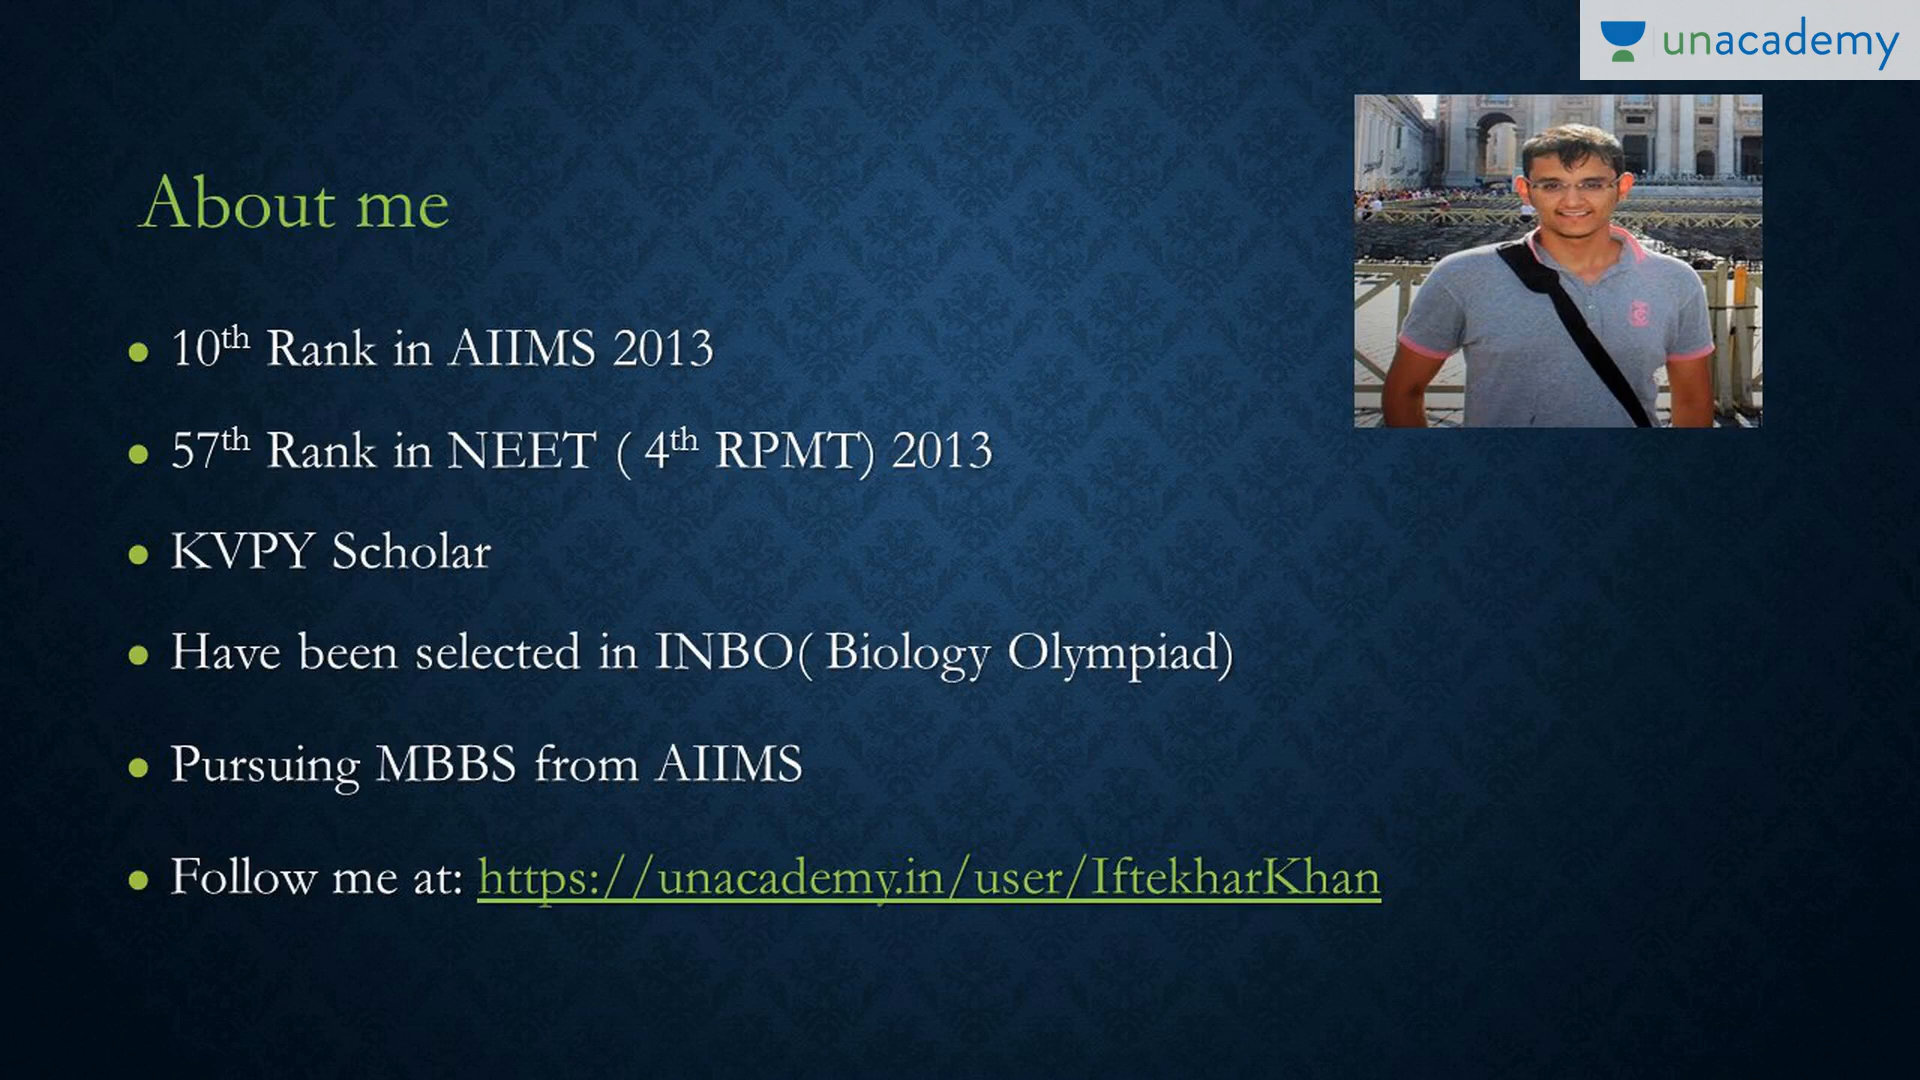 unacademy
About me
10th Rank in AIIMS 2013
57th Rank in NEET ( 4th RPMT) 2013
KVPY Scholar
Have been selected in INBO( Biology Olympiad)
Pursuing MBBS from AIIMS
Follow me at: https://unacademy.in/user/IftekharKhan